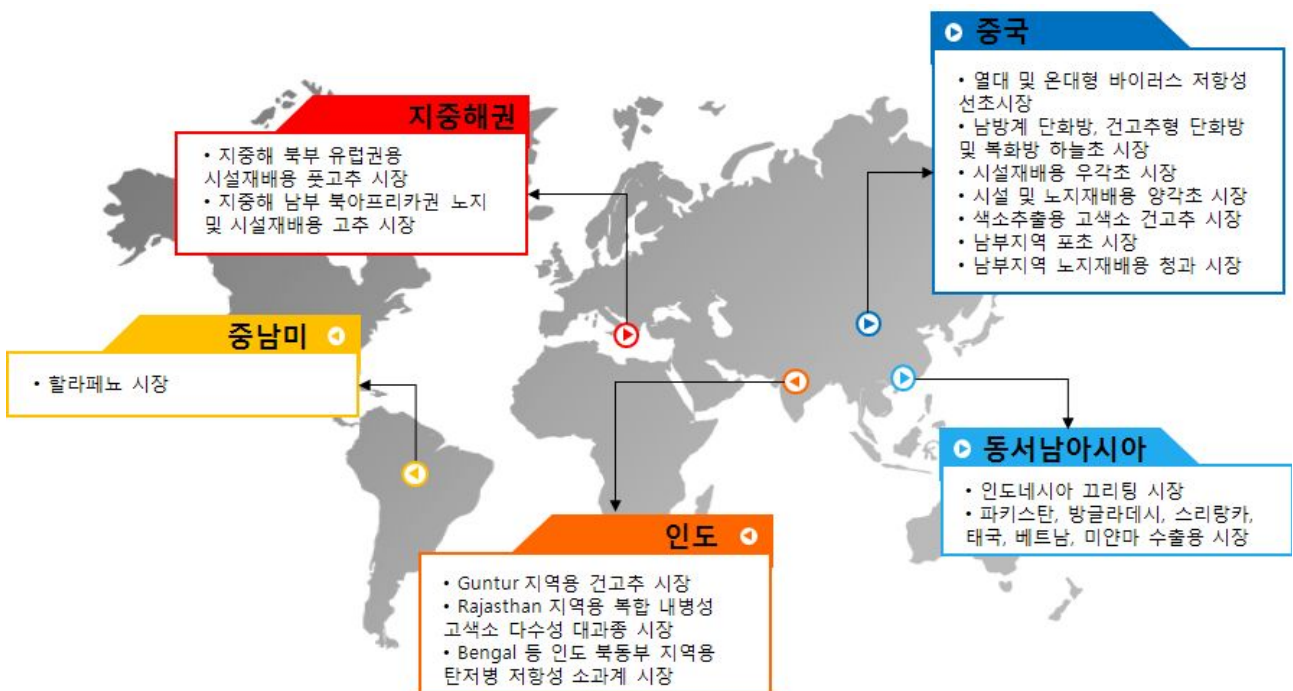 중국
• 열대 및 온대형 바이러스 저항성
선초시장
• 남방계 단화방, 건고추형 단화방
및 복화방 하늘초 시장
• 시설재배용 우각초 시장
• 시설 및 노지재배용 양각초 시장
• 색소추출용 고색소 건고추 시장
• 남부지역 포초 시장
• 남부지역 노지재배용 청과 시장
지중해권
• 지중해 북부 유럽권용
시설재배용 풋고추 시장
• 지중해 남부 북아프리카권 노지
및 시설재배용 고추 시장
중남미
• 할라페뇨 시장
동서남아시아
• 인도네시아 끄리팅 시장
• 파키스탄, 방글라데시, 스리랑카,
태국, 베트남, 미얀마 수출용 시장
인도
• Guntur 지역용 건고추 시장
• Rajasthan 지역용 복합 내병성
고색소 다수성 대과종 시장
• Bengal 등 인도 북동부 지역용
탄저병 저항성 소과계 시장